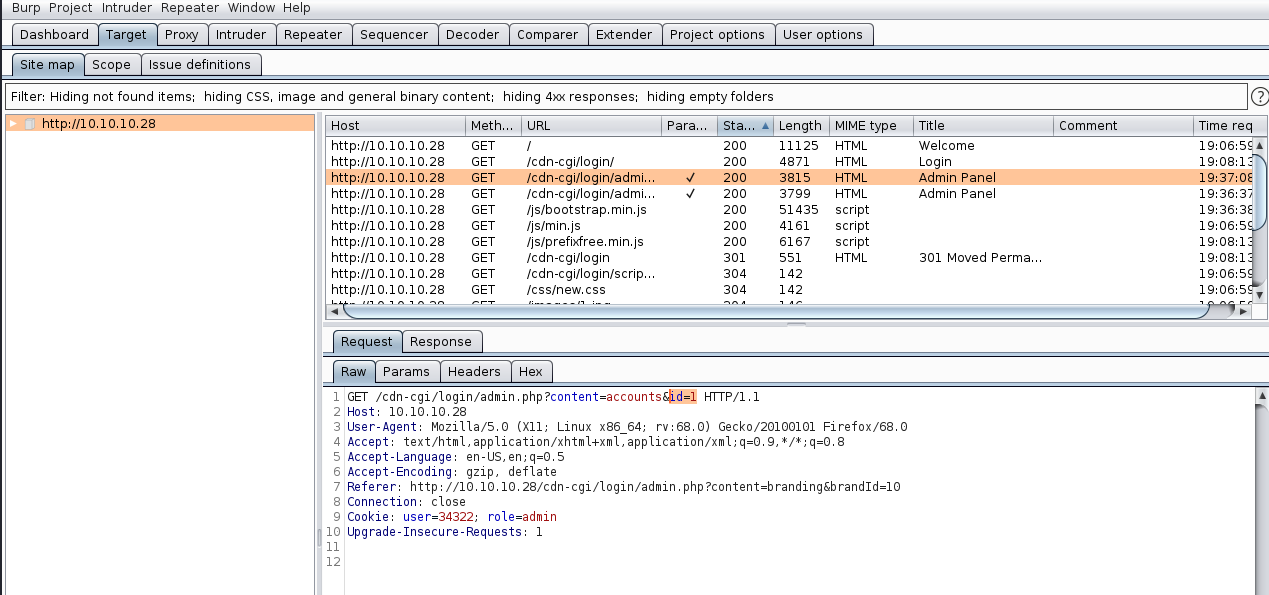 Burp Project Intruder Repeater Window Help
Dashboard Target Proxy Intruder Repeater Sequencer Decoder Comparer Extender Project options User options
Site map Scope Issue definitions
Filter: Hiding not found items; hiding CSS, image and general binary content; hiding 4xx responses; hiding empty folders ?
http://10.10.10.28
Host Meth... URL Para... Sta... Length MIME type Title Comment Time req
http://10.10.10.28 GET / 200 11125 HTML Welcome 19:06:59
http://10.10.10.28 GET /cdn-cgi/login/ 200 4871 HTML Login 19:08:13
http://10.10.10.28 GET /cdn-cgi/login/admi... ✓ 200 3815 HTML Admin Panel 19:37:08
http://10.10.10.28 GET /cdn-cgi/login/admi... ✓ 200 3799 HTML Admin Panel 19:36:37
http://10.10.10.28 GET /js/bootstrap.min.js 200 51435 script 19:36:38
http://10.10.10.28 GET /js/min.js 200 4161 script 19:06:59
http://10.10.10.28 GET /js/prefixfree.min.js 200 6167 script 19:08:13
http://10.10.10.28 GET /cdn-cgi/login 301 551 HTML 301 Moved Perma... 19:08:13
http://10.10.10.28 GET /cdn-cgi/login/scrip... 304 142 19:06:59
http://10.10.10.28 GET /css/new.css 304 142 19:06:59
Request Response
Raw Params Headers Hex
1 GET /cdn-cgi/login/admin.php?content=accounts&id=1 HTTP/1.1
2 Host: 10.10.10.28
3 User-Agent: Mozilla/5.0 (X11; Linux x86_64; rv:68.0) Gecko/20100101 Firefox/68.0
4 Accept: text/html,application/xhtml+xml,application/xml;q=0.9,*/*;q=0.8
5 Accept-Language: en-US,en;q=0.5
6 Accept-Encoding: gzip, deflate
7 Referer: http://10.10.10.28/cdn-cgi/login/admin.php?content=branding&brandId=10
8 Connection: close
9 Cookie: user=34322; role=admin
10 Upgrade-Insecure-Requests: 1
11
12